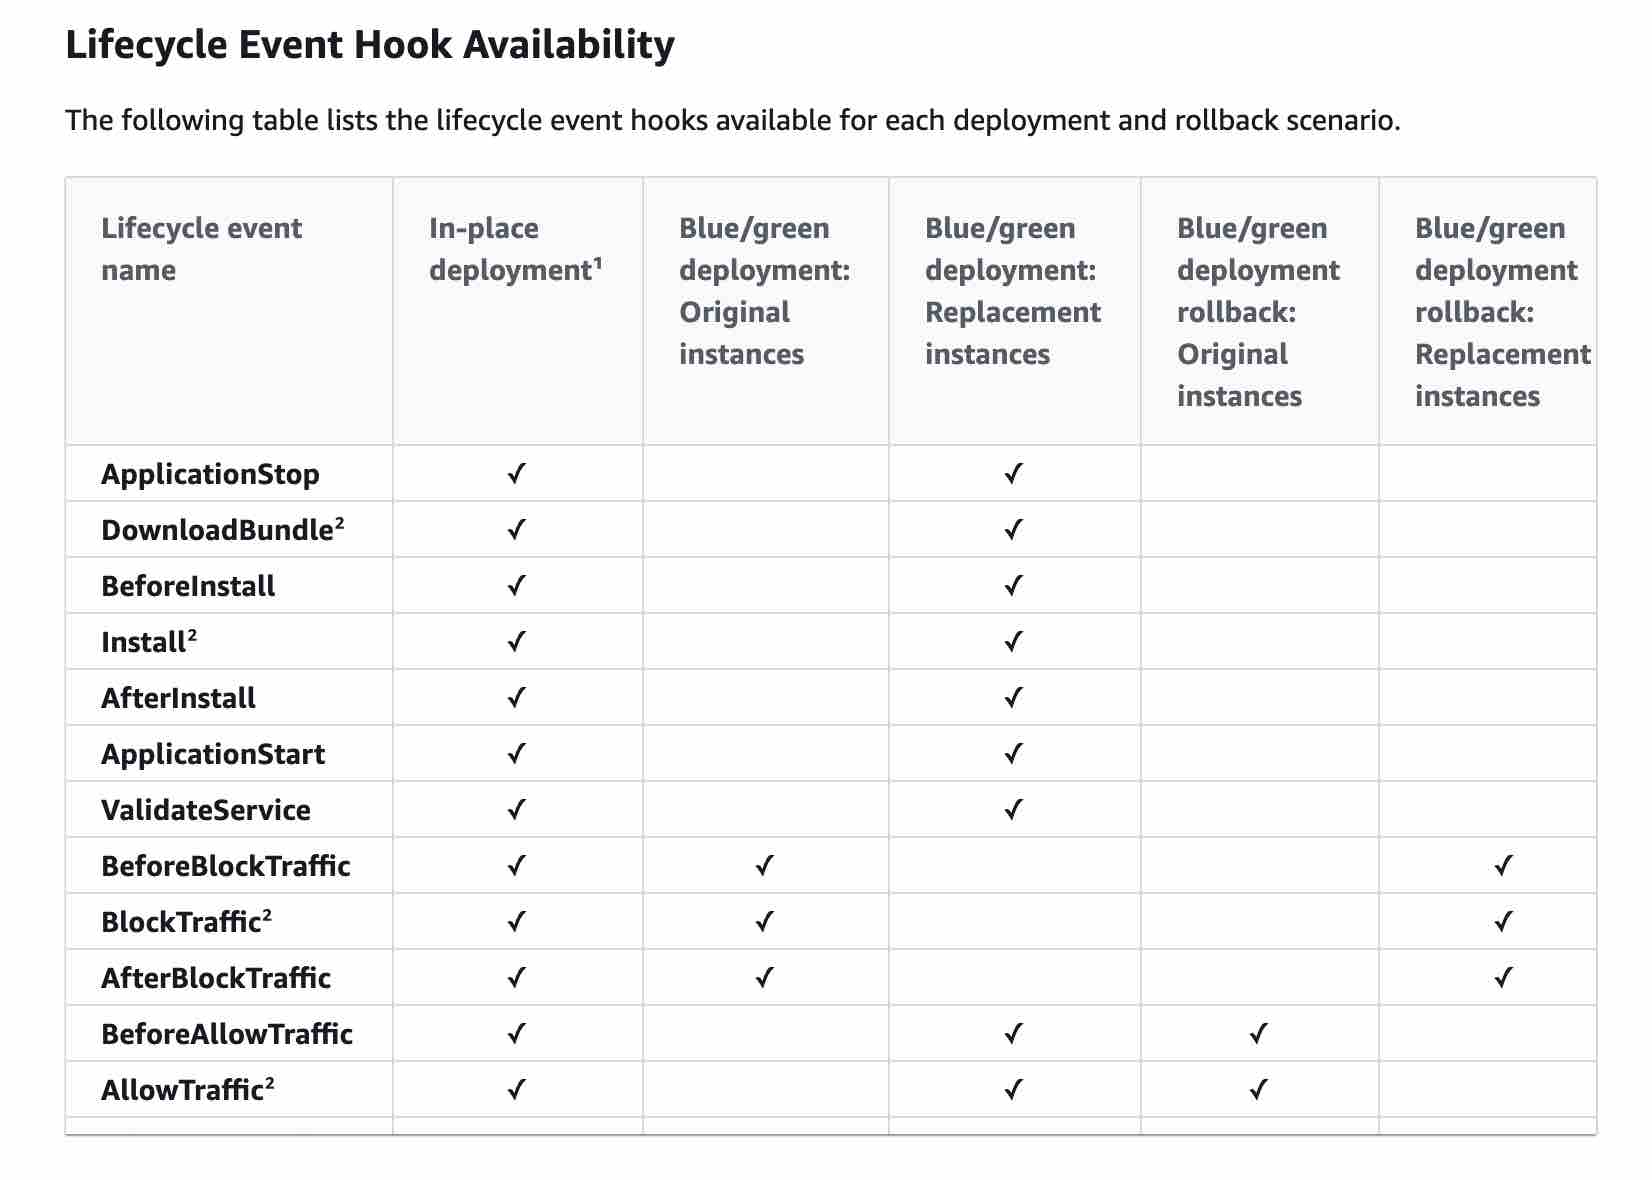 Lifecycle Event Hook Availability
The following table lists the lifecycle event hooks available for each deployment and rollback scenario.
Lifecycle event
name
In-place
deployment¹
Blue/green
deployment:
Original
instances
Blue/green
deployment:
Replacement
instances
Blue/green
deployment
rollback:
Original
instances
Blue/green
deployment
rollback:
Replacement
instances
ApplicationStop ✓ ✓
DownloadBundle² ✓ ✓
BeforeInstall ✓ ✓
Install² ✓ ✓
AfterInstall ✓ ✓
ApplicationStart ✓ ✓
ValidateService ✓ ✓
BeforeBlockTraffic ✓ ✓ ✓
BlockTraffic² ✓ ✓ ✓
AfterBlockTraffic ✓ ✓ ✓
BeforeAllowTraffic ✓ ✓ ✓
AllowTraffic² ✓ ✓ ✓